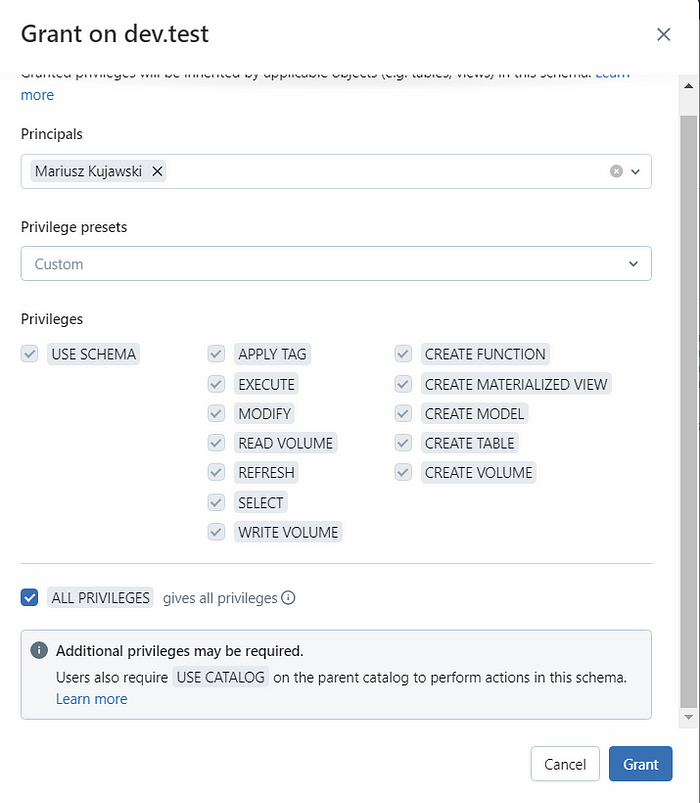 Grant on dev.test
Granted privileges will be inherited by applicable objects (e.g. tables, views) in this schema. Learn
more
Principals
Mariusz Kujawski
Privilege presets
Custom
Privileges
USE SCHEMA
APPLY TAG
EXECUTE
MODIFY
READ VOLUME
REFRESH
SELECT
WRITE VOLUME
CREATE FUNCTION
CREATE MATERIALIZED VIEW
CREATE MODEL
CREATE TABLE
CREATE VOLUME
ALL PRIVILEGES gives all privileges
Additional privileges may be required.
Users also require USE CATALOG on the parent catalog to perform actions in this schema.
Learn more
Cancel
Grant